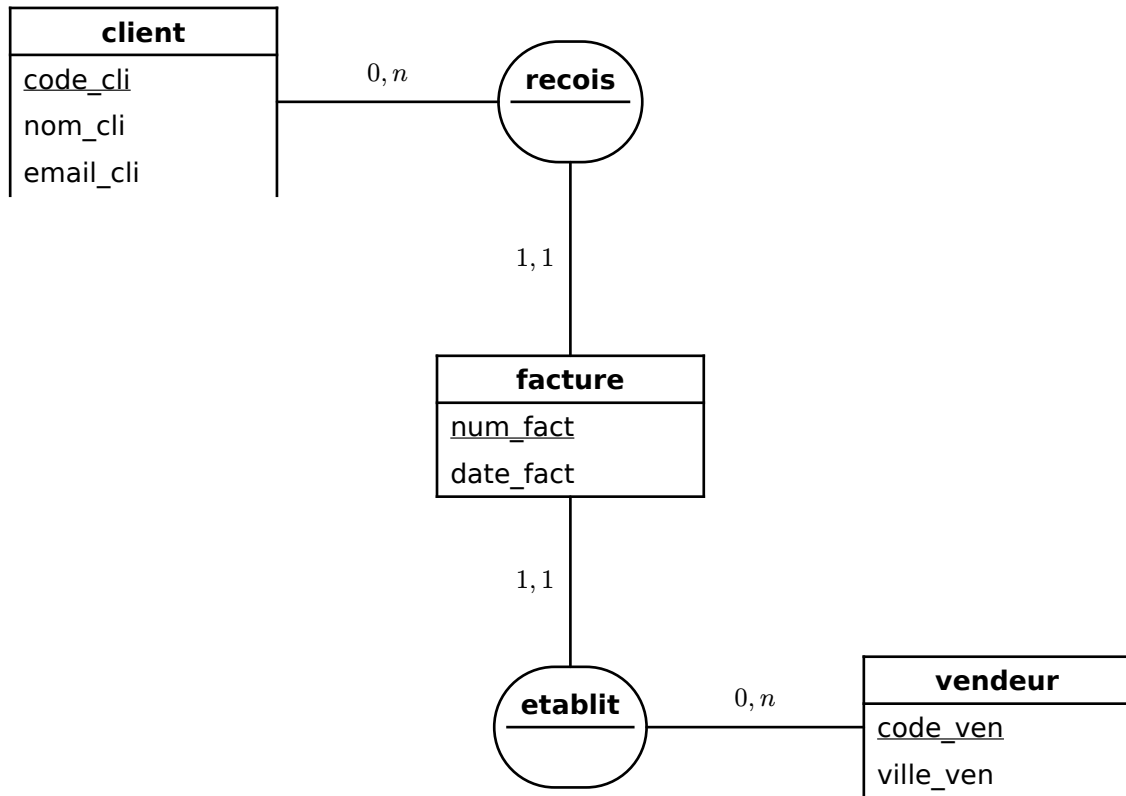 client
code_cli
nom_cli
email_cli
0, n
recois
1, 1
facture
num_fact
date_fact
1, 1
etablit
0, n
vendeur
code_ven
ville_ven